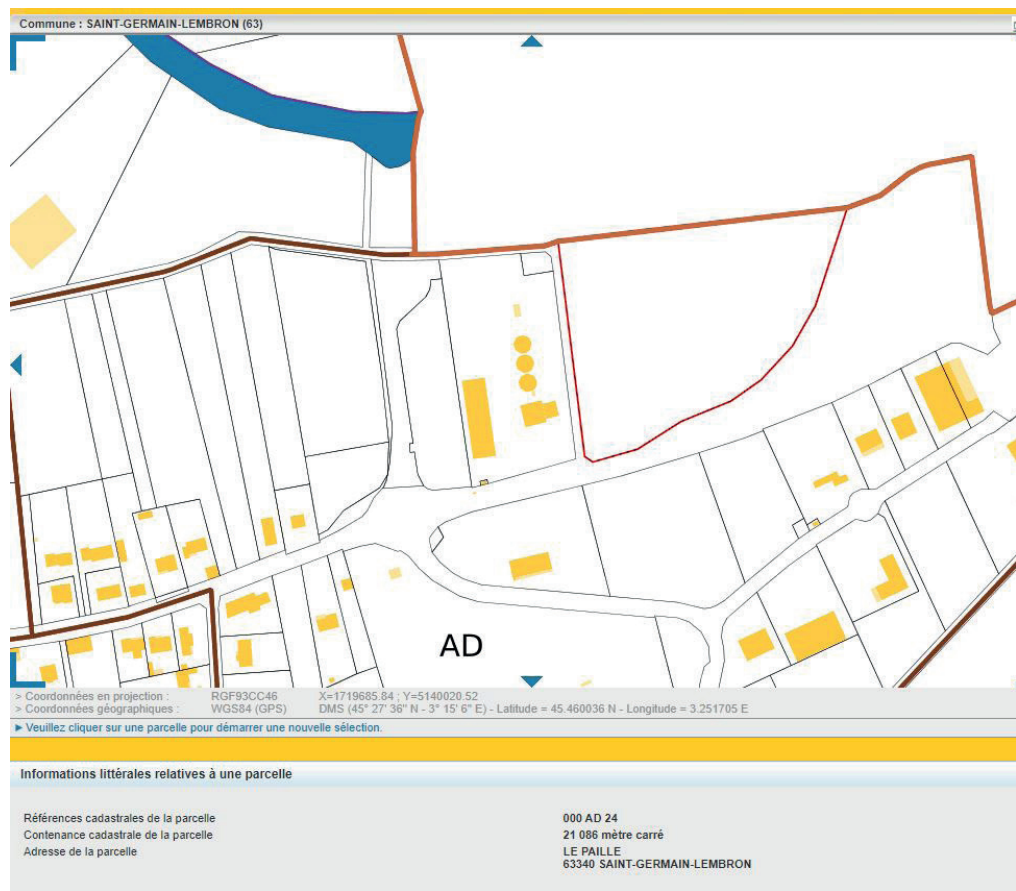 Commune : SAINT-GERMAIN-LEMBRON (63)
AD
> Coordonnées en projection : RGF93CC46 X=1719685.84 ; Y=5140020.52
> Coordonnées géographiques : WGS84 (GPS) DMS (45° 27' 36" N - 3° 15' 6" E) - Latitude = 45.460036 N - Longitude = 3.251705 E
► Veuillez cliquer sur une parcelle pour démarrer une nouvelle sélection.
Informations littérales relatives à une parcelle
Références cadastrales de la parcelle 000 AD 24
Contenance cadastrale de la parcelle 21 086 mètre carré
Adresse de la parcelle LE PAILLE
63340 SAINT-GERMAIN-LEMBRON